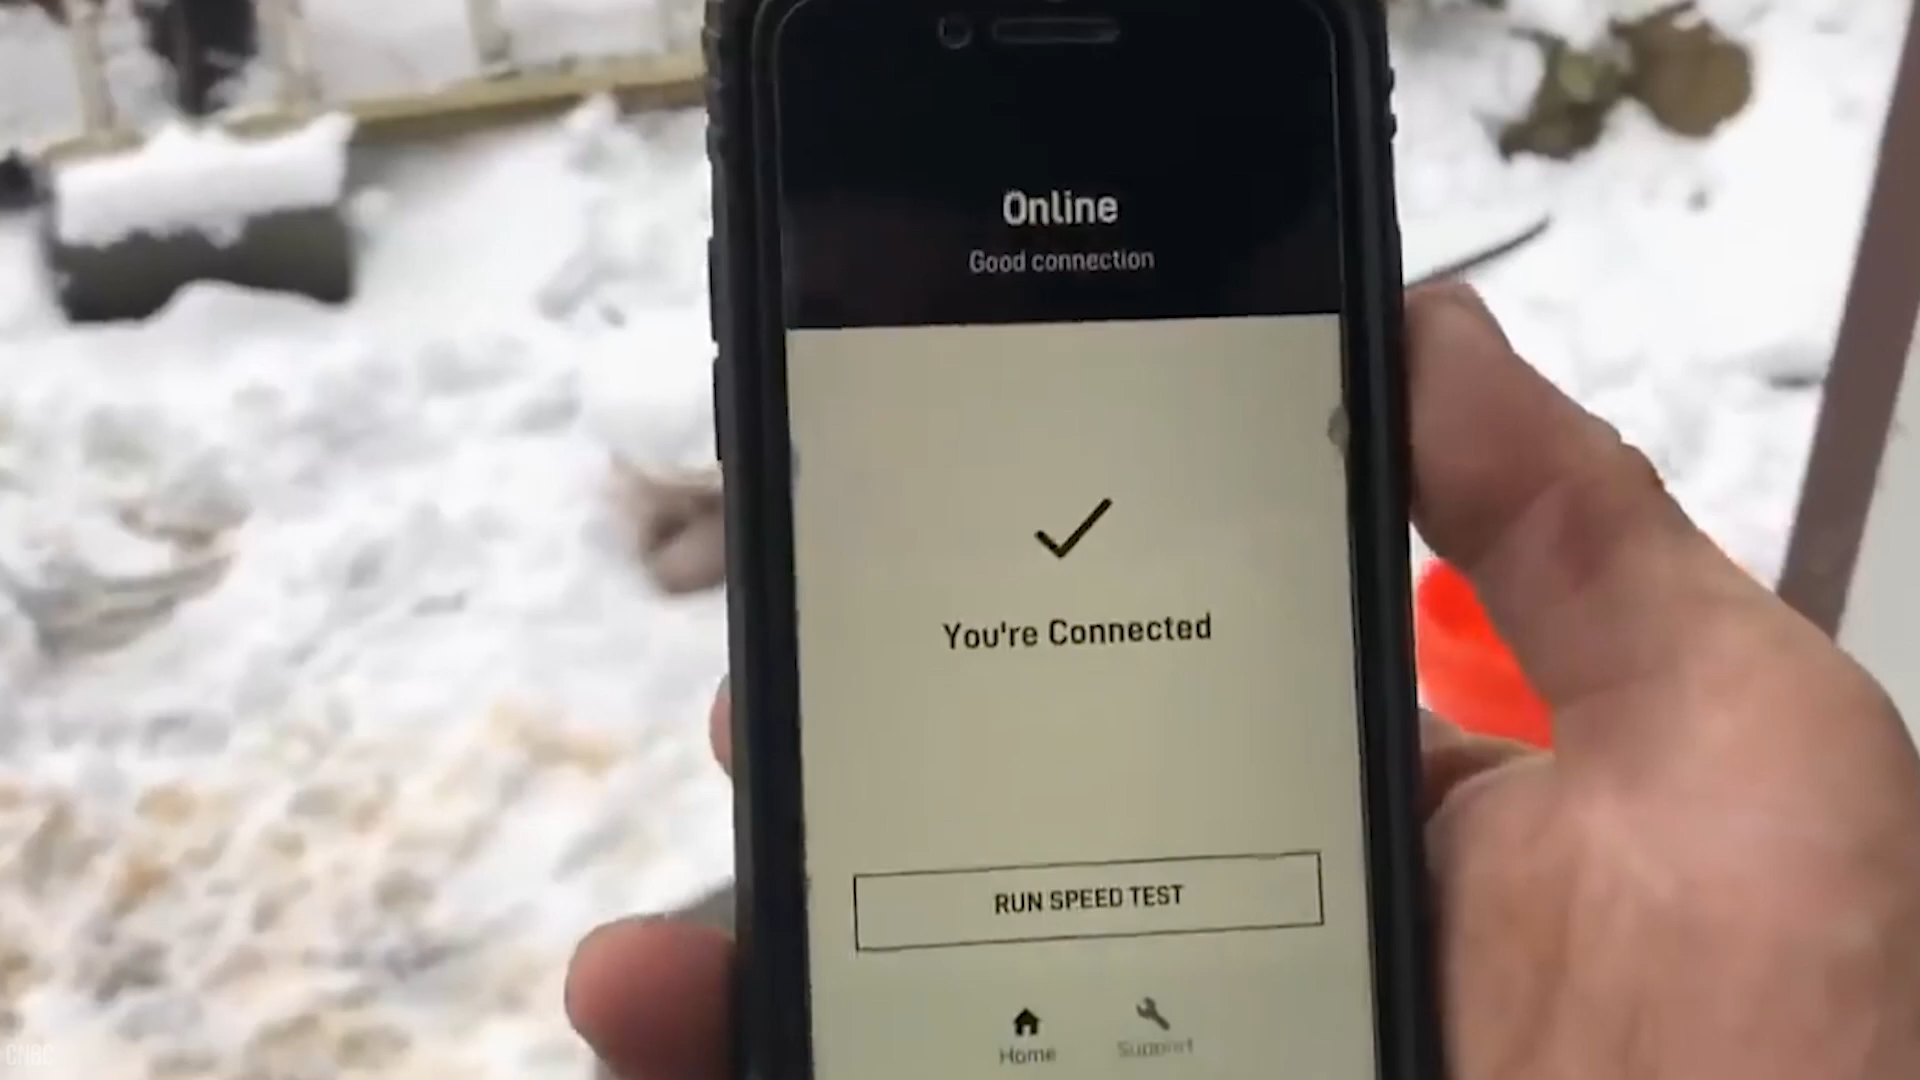 Online
Good connection
You're Connected
RUN SPEED TEST
Home
Support
CNBC